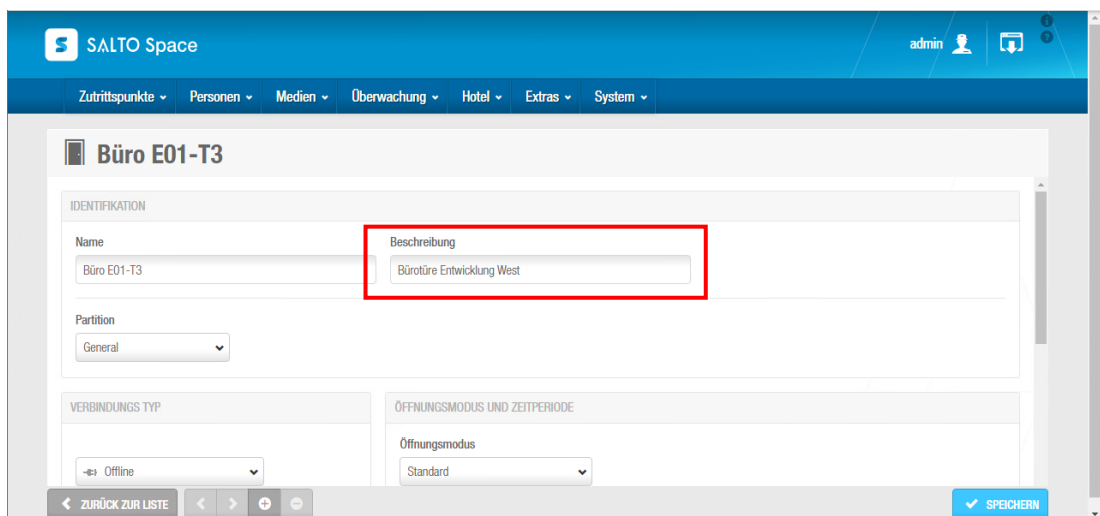 SALTO Space
admin
Zutrittspunkte Personen Medien Überwachung Hotel Extras System
Büro E01-T3
IDENTIFIKATION
Name Beschreibung
Büro E01-T3 Bürotüre Entwicklung West
Partition
General
VERBINDUNGS TYP ÖFFNUNGSMODUS UND ZEITPERIODE
Öffnungsmodus
Offline Standard
ZURÜCK ZUR LISTE SPEICHERN